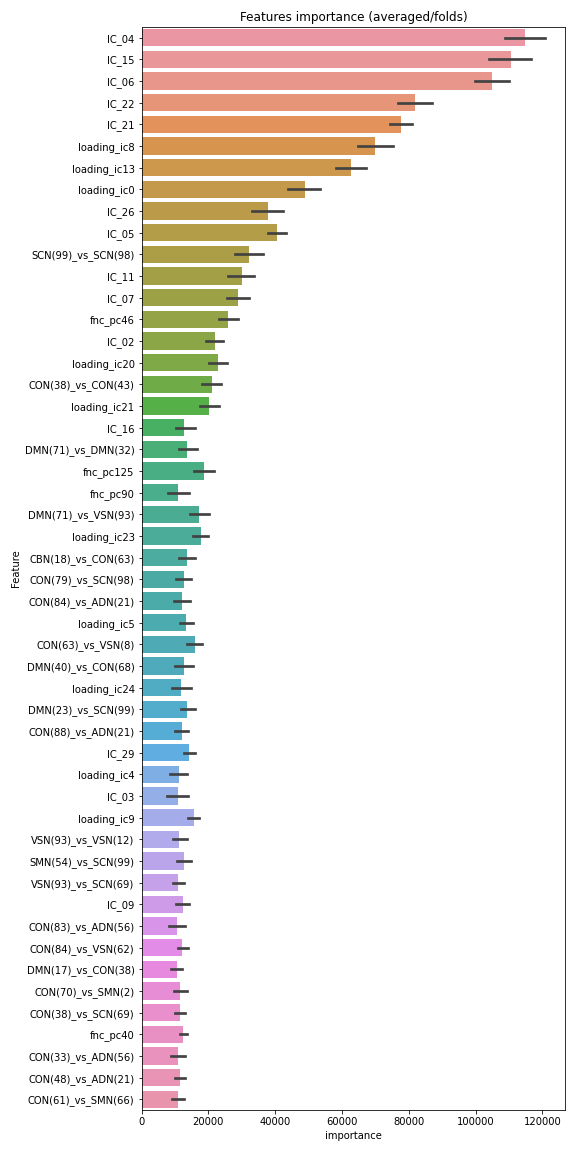 Features importance (averaged/folds)
IC_04
IC_15
IC_06
IC_22
IC_21
loading_ic8
loading_ic13
loading_ic0
IC_26
IC_05
SCN(99)_vs_SCN(98)
IC_11
IC_07
fnc_pc46
IC_02
loading_ic20
CON(38)_vs_CON(43)
loading_ic21
IC_16
DMN(71)_vs_DMN(32)
fnc_pc125
fnc_pc90
DMN(71)_vs_VSN(93)
loading_ic23
CBN(18)_vs_CON(63)
CON(79)_vs_SCN(98)
CON(84)_vs_ADN(21)
loading_ic5
CON(63)_vs_VSN(8)
DMN(40)_vs_CON(68)
loading_ic24
DMN(23)_vs_SCN(99)
CON(88)_vs_ADN(21)
IC_29
loading_ic4
IC_03
loading_ic9
VSN(93)_vs_VSN(12)
SMN(54)_vs_SCN(99)
VSN(93)_vs_SCN(69)
IC_09
CON(83)_vs_ADN(56)
CON(84)_vs_VSN(62)
DMN(17)_vs_CON(38)
CON(70)_vs_SMN(2)
CON(38)_vs_SCN(69)
fnc_pc40
CON(33)_vs_ADN(56)
CON(48)_vs_ADN(21)
CON(61)_vs_SMN(66)
Feature
0 20000 40000 60000 80000 100000 120000
importance